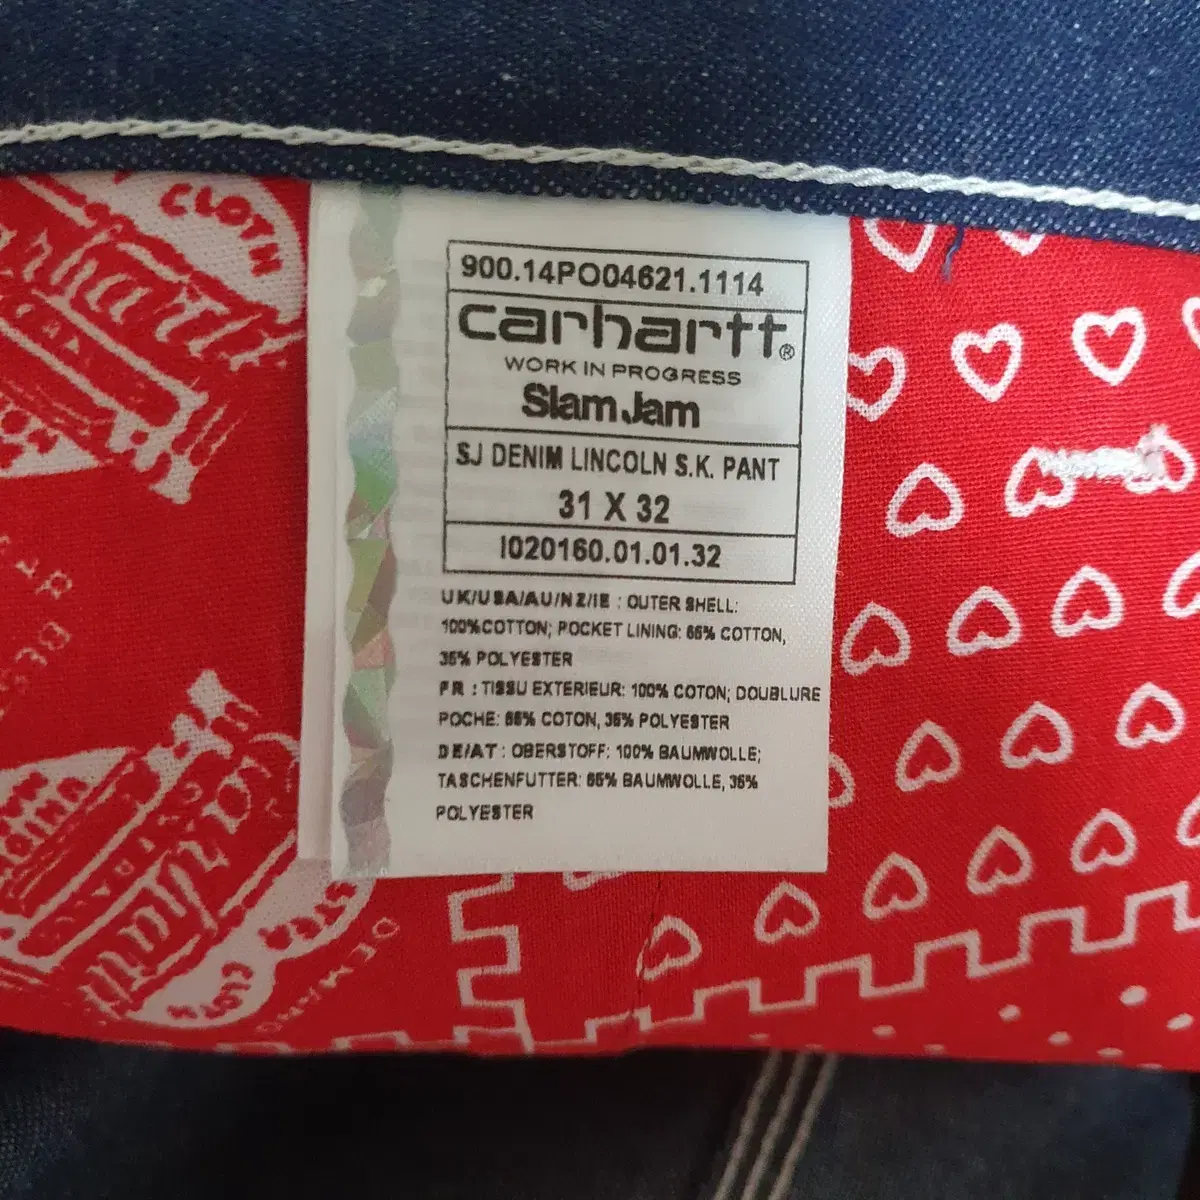 900.14PO04621.1114
carhartt®
WORK IN PROGRESS
Slam Jam
SJ DENIM LINCOLN S.K. PANT
31 X 32
I020160.01.01.32
UK/USA/AU/NZ/IE : OUTER SHELL:
100%COTTON; POCKET LINING: 65% COTTON,
35% POLYESTER
FR : TISSU EXTERIEUR: 100% COTON; DOUBLURE
POCHE: 65% COTON, 35% POLYESTER
DE/AT : OBERSTOFF: 100% BAUMWOLLE;
TASCHENFUTTER: 65% BAUMWOLLE, 35%
POLYESTER
CLOTH
CLOTH